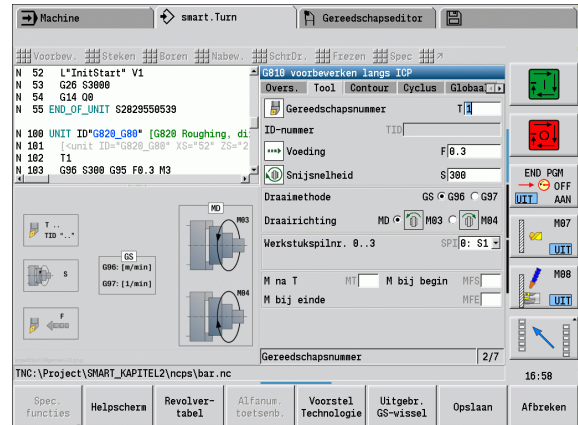 Machine
smart.Turn
Gereedschapseditor
Voorbew. Steken Boren Nabew. SchrDr. Frezen Spec
N 52 L"InitStart" V1
N 53 G26 S3000
N 54 G14 Q0
N 55 END_OF_UNIT S2829550539
N 100 UNIT ID"G820_G80" [G820 Roughing, di
N 101 [<unit ID="G820_G80" XS="52" ZS="2
N 102 T1
N 103 G96 S300 G95 F0.3 M3
G810 voorbewerken langs ICP
Overs. Tool Contour Cyclus Globaa
Gereedschapsnummer T 1
ID-nummer TID
Voeding F 0.3
Snijsnelheid S 300
Draaimethode GS G96 G97
Draairichting MD M03 M04
Werkstukspilnr. 0..3 SPI 0: S1
M na T MT M bij begin MFS
M bij einde MFE
Gereedschapsnummer 2/7
T ..
TID ".."
S
F
GS
G96: [m/min]
G97: [1/min]
MD
M03
M04
END PGM
OFF
UIT AAN
M07
UIT
M08
UIT
TNC:\Project\SMART_KAPITEL2\ncps\bar.nc
16:58
Spec. functies
Helpscherm
Revolver-tabel
Alfanum. toetsenb.
Voorstel Technologie
Uitgebr. GS-wissel
Opslaan
Afbreken